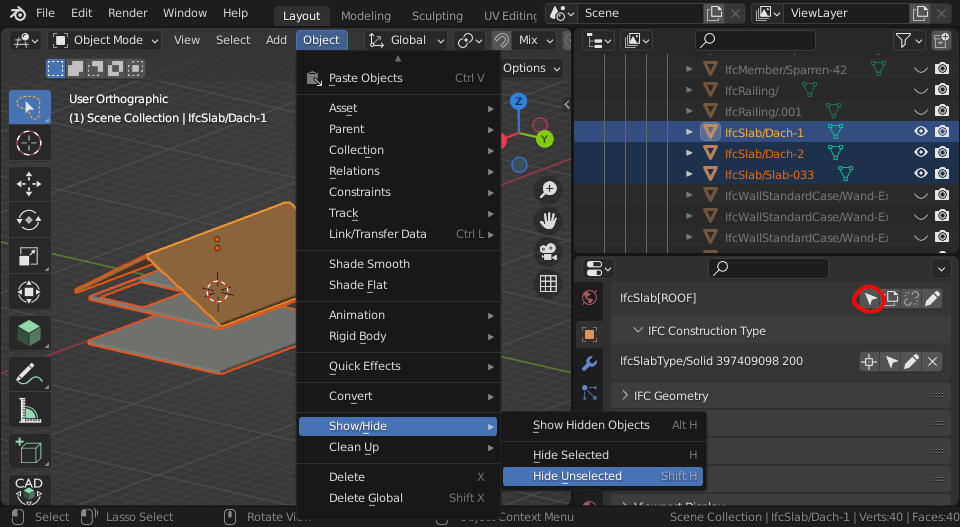 File Edit Render Window Help Layout Modeling Sculpting UV Editing Scene ViewLayer
Object Mode View Select Add Object Global Mix
Options
User Orthographic
(1) Scene Collection | IfcSlab/Dach-1
Z
Y
CAD
Paste Objects Ctrl V
Asset
Parent
Collection
Relations
Constraints
Track
Link/Transfer Data Ctrl L
Shade Smooth
Shade Flat
Animation
Rigid Body
Quick Effects
Convert
Show/Hide
Clean Up
Delete X
Delete Global Shift X
Show Hidden Objects Alt H
Hide Selected H
Hide Unselected Shift H
IfcMember/Sparren-42
IfcRailing/
IfcRailing/.001
IfcSlab/Dach-1
IfcSlab/Dach-2
IfcSlab/Slab-033
IfcWallStandardCase/Wand-Ex
IfcWallStandardCase/Wand-Ex
IfcWallStandardCase/Wand-Ex
IfcSlab[ROOF]
IFC Construction Type
IfcSlabType/Solid 397409098 200
IFC Geometry
Select Lasso Select Rotate View Object Context Menu Scene Collection | IfcSlab/Dach-1 | Verts:40 | Faces:40